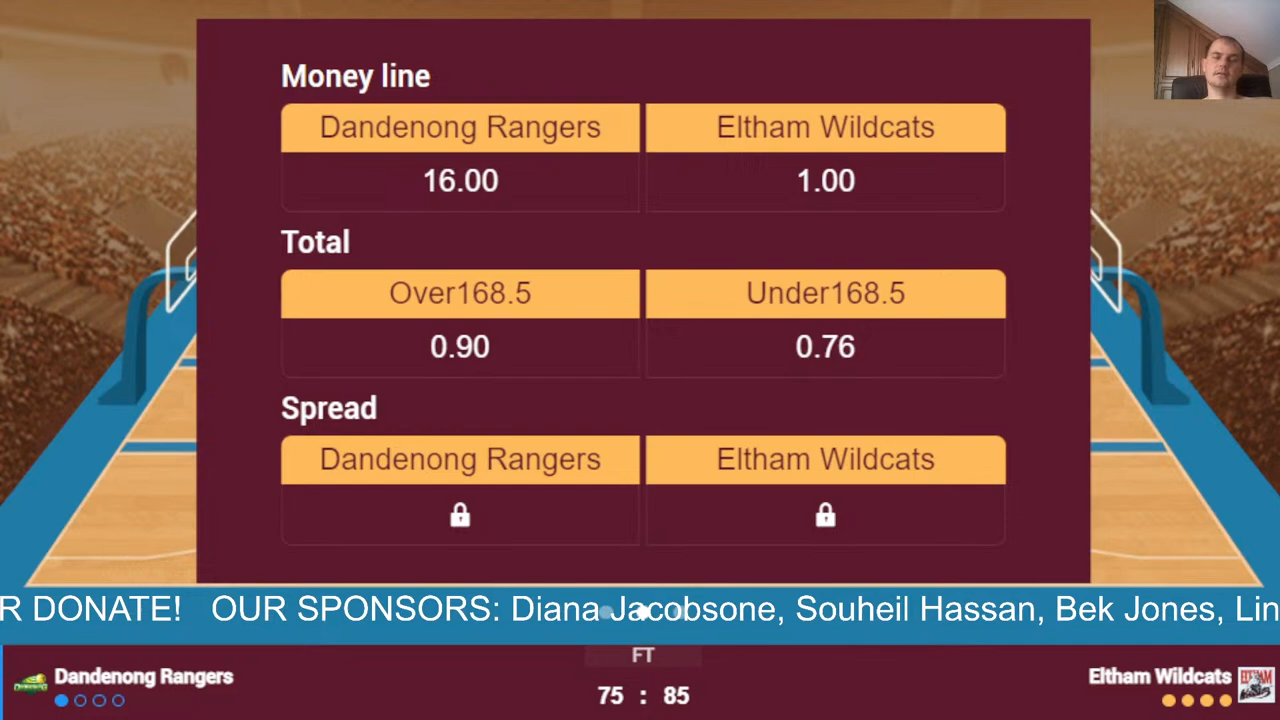 Money line
Dandenong Rangers Eltham Wildcats
16.00 1.00
Total
Over168.5 Under168.5
0.90 0.76
Spread
Dandenong Rangers Eltham Wildcats
R DONATE! OUR SPONSORS: Diana Jacobsone, Souheil Hassan, Bek Jones, Lin
FT
Dandenong Rangers 75 : 85 Eltham Wildcats